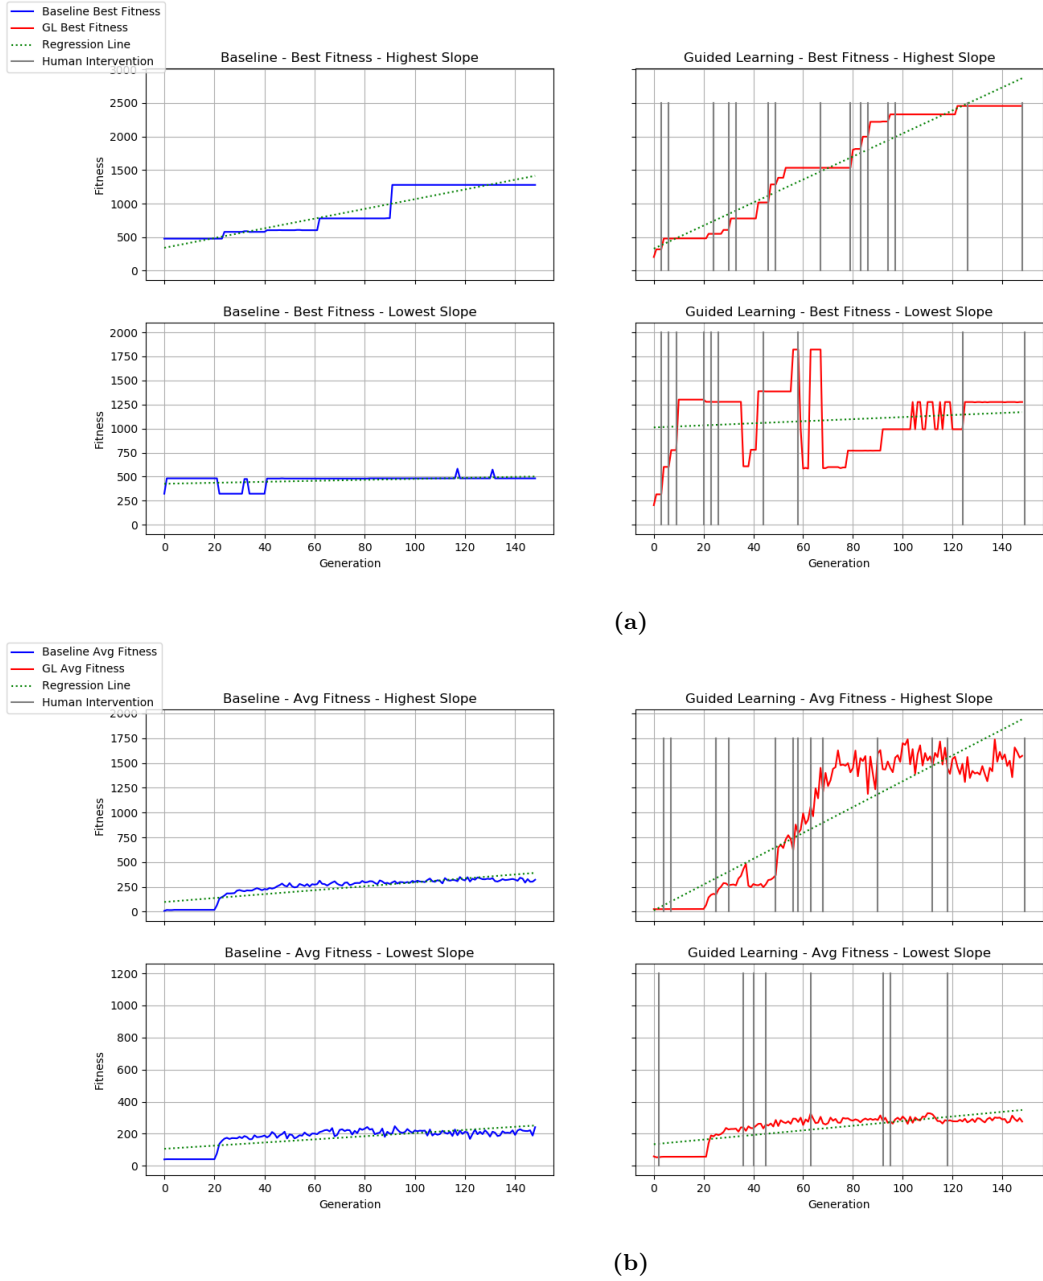 Baseline Best Fitness
GL Best Fitness
Regression Line
Human Intervention
Baseline - Best Fitness - Highest Slope
Guided Learning - Best Fitness - Highest Slope
3000
2500
2000
1500
1000
500
0
Fitness
Baseline - Best Fitness - Lowest Slope
Guided Learning - Best Fitness - Lowest Slope
2000
1750
1500
1250
1000
750
500
250
0
Fitness
0 20 40 60 80 100 120 140
0 20 40 60 80 100 120 140
Generation
Generation
(a)
Baseline Avg Fitness
GL Avg Fitness
Regression Line
Human Intervention
Baseline - Avg Fitness - Highest Slope
Guided Learning - Avg Fitness - Highest Slope
2000
1750
1500
1250
1000
750
500
250
0
Fitness
Baseline - Avg Fitness - Lowest Slope
Guided Learning - Avg Fitness - Lowest Slope
1200
1000
800
600
400
200
0
Fitness
0 20 40 60 80 100 120 140
0 20 40 60 80 100 120 140
Generation
Generation
(b)